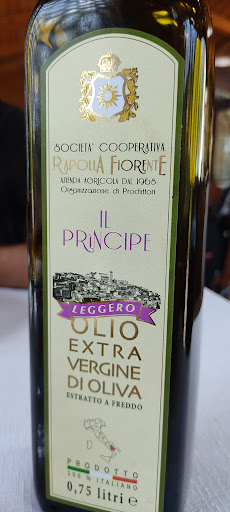 SOCIETA' COOPERATIVA
RAPOLLA FIORENTE
AZIENDA AGRICOLA DAL 1968
Organizzazione di Produttori
IL
PRINCIPE
LEGGERO
OLIO
EXTRA
VERGINE
DI OLIVA
ESTRATTO A FREDDO
PRODOTTO
100 % ITALIANO
0,75 litri e